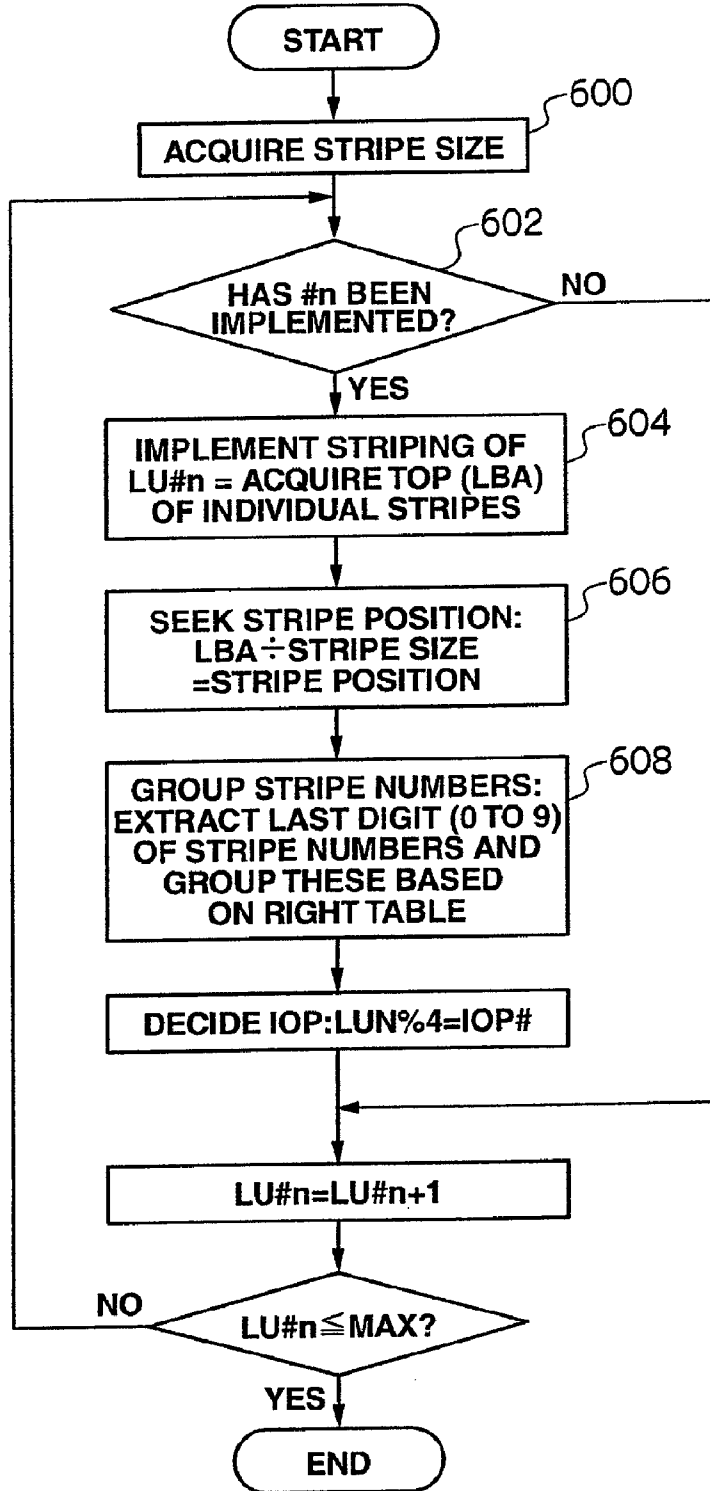 START
600
ACQUIRE STRIPE SIZE
602
HAS #n BEEN
IMPLEMENTED?
NO
YES
604
IMPLEMENT STRIPING OF
LU#n = ACQUIRE TOP (LBA)
OF INDIVIDUAL STRIPES
606
SEEK STRIPE POSITION:
LBA÷STRIPE SIZE
=STRIPE POSITION
608
GROUP STRIPE NUMBERS:
EXTRACT LAST DIGIT (0 TO 9)
OF STRIPE NUMBERS AND
GROUP THESE BASED
ON RIGHT TABLE
DECIDE IOP:LUN%4=IOP#
LU#n=LU#n+1
NO
LU#n≦MAX?
YES
END